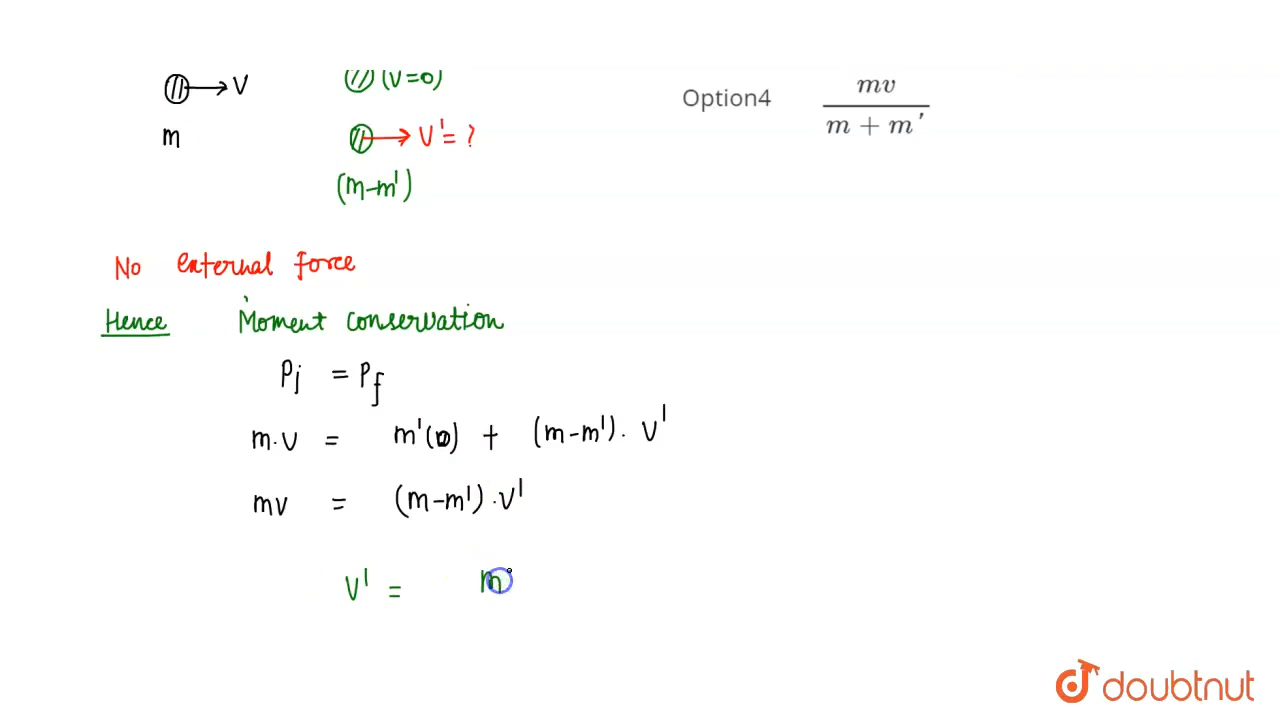 V
(V=0)
m
V' = ?
(m-m')
Option4 mv / m + m'
No external force
Hence Moment conservation
Pi = Pf
m·v = m'(0) + (m-m')· V'
mv = (m-m')·V'
V' = m
doubtnut